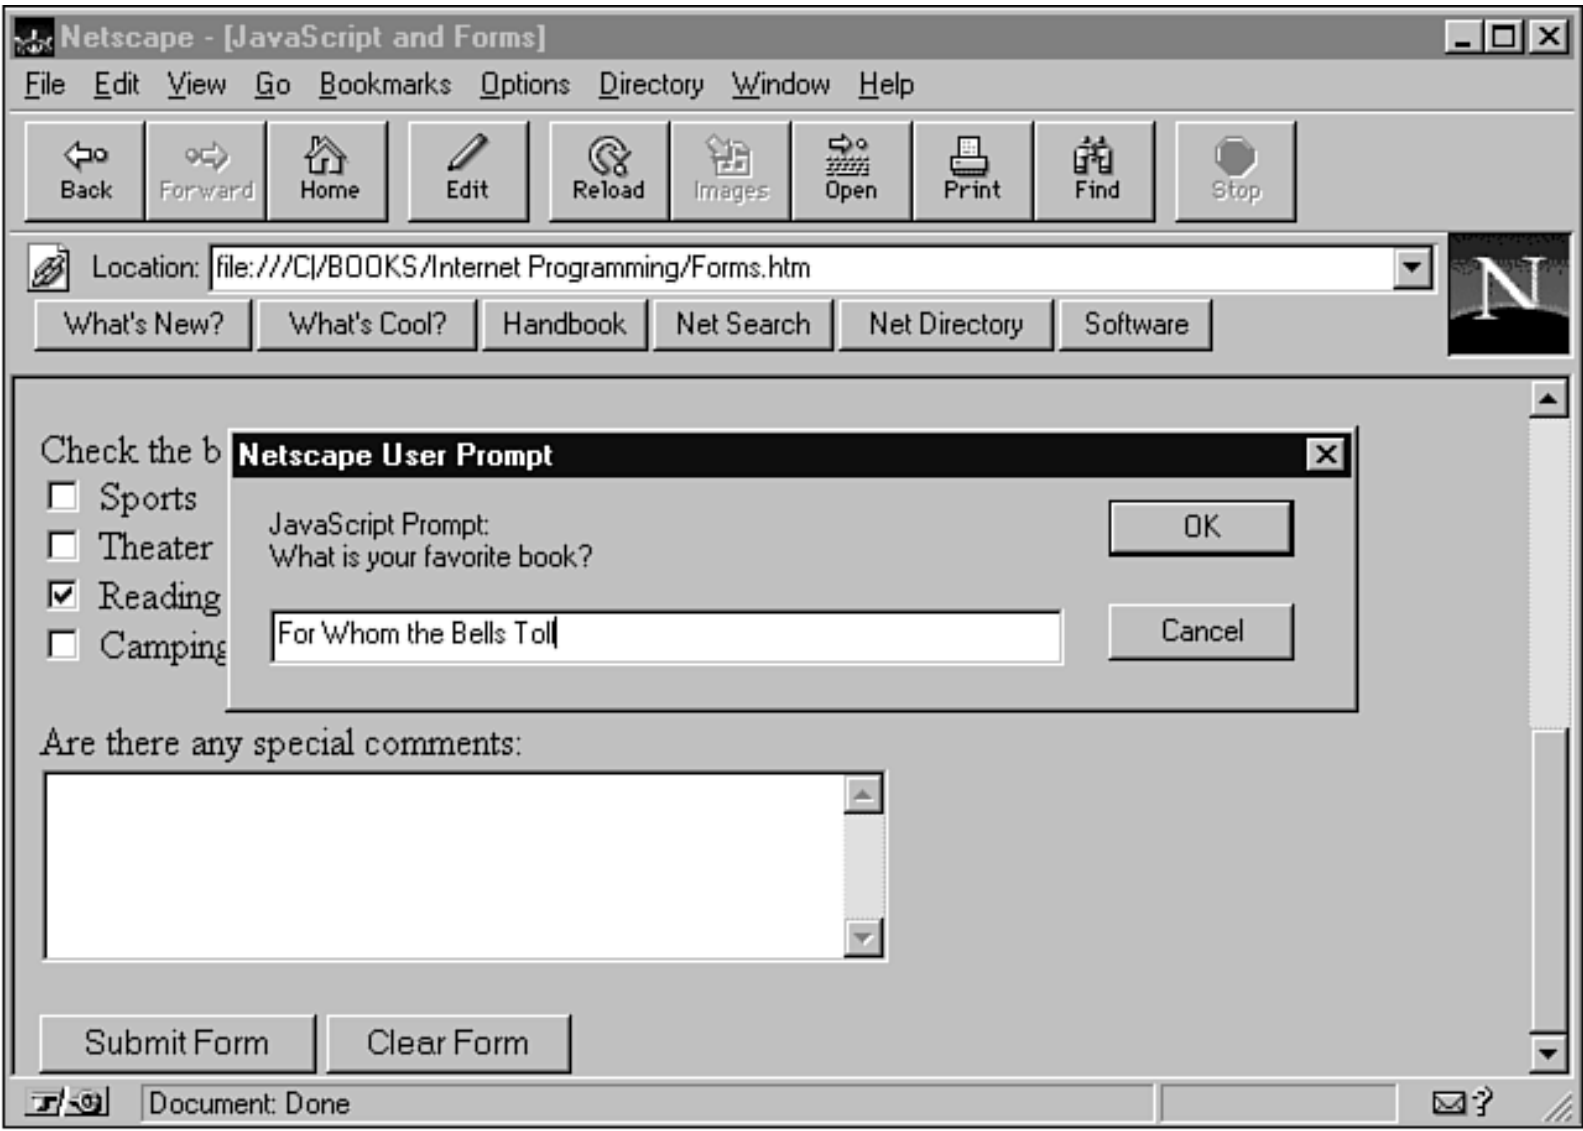 Netscape - [JavaScript and Forms]
File Edit View Go Bookmarks Options Directory Window Help
Back Forward Home Edit Reload Images Open Print Find Stop
Location: file:///C|/BOOKS/Internet Programming/Forms.htm
N
What's New? What's Cool? Handbook Net Search Net Directory Software
Check the b
Netscape User Prompt
Sports
JavaScript Prompt:
OK
Theater
What is your favorite book?
Reading
For Whom the Bells Toll
Cancel
Camping
Are there any special comments:
Submit Form Clear Form
Document: Done
?